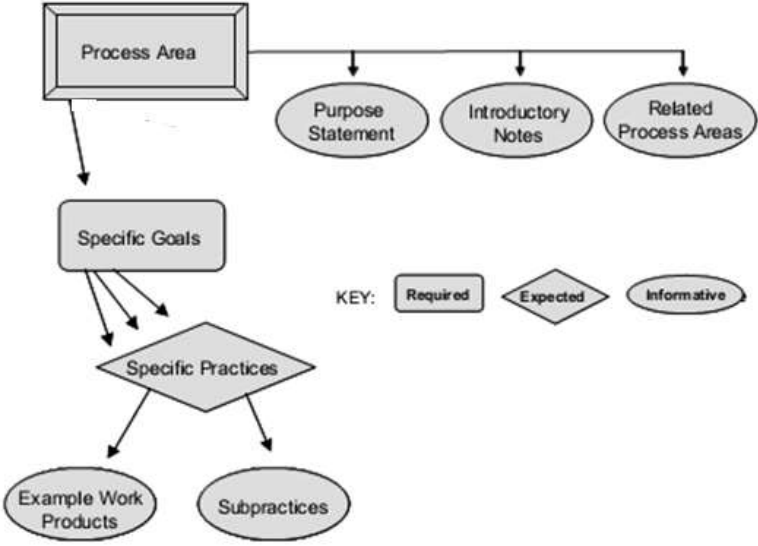 Process Area
Purpose
Statement
Introductory
Notes
Related
Process Areas
Specific Goals
KEY:
Required
Expected
Informative
Specific Practices
Example Work
Products
Subpractices